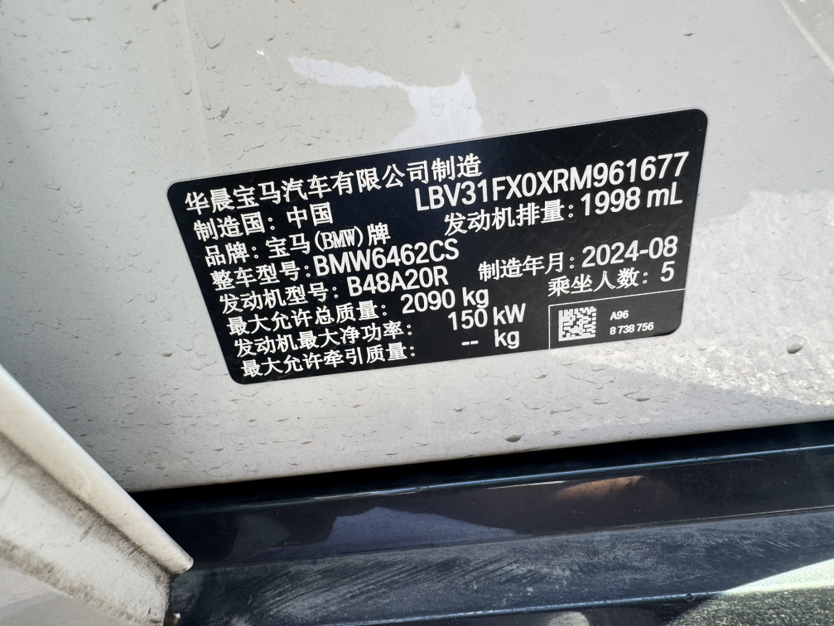 华晨宝马汽车有限公司制造
制造国：中国 LBV31FX0XRM961677
品牌：宝马(BMW)牌 发动机排量：1998 mL
整车型号：BMW6462CS
发动机型号：B48A20R 制造年月：2024-08
最大允许总质量：2090 kg 乘坐人数：5
发动机最大净功率：150 kW
最大允许牵引质量：-- kg
A96
8 738 756